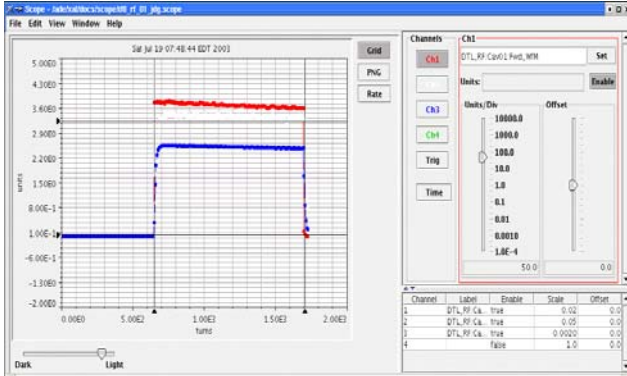 Scope - /ade/xal/docs/scope/dtl_rf_01_jdg.scope
File Edit View Window Help
Sat Jul 19 07:48:44 EDT 2003
5.00E0
4.30E0
3.60E0
2.90E0
2.20E0
1.50E0
8.00E-1
1.00E-1
-6.00E-1
-1.30E0
-2.00E0
units
0.00E0 5.00E2 1.00E3 1.50E3 2.00E3
turns
Dark Light
Grid
PNG
Rate
Channels
Ch1
Ch3
Ch4
Trig
Time
Ch1
DTL_RF:Cav01 Fwd_WfM Set
Units: Enable
Units/Div Offset
10000.0
1000.0
100.0
10.0
1.0
0.1
0.01
0.0010
1.0E-4
50.0 0.0
Channel Label Enable Scale Offset
1 DTL_RF:Ca... true 0.02 0.0
2 DTL_RF:Ca... true 0.05 0.0
3 DTL_RF:Ca... true 0.0020 0.0
4 false 1.0 0.0